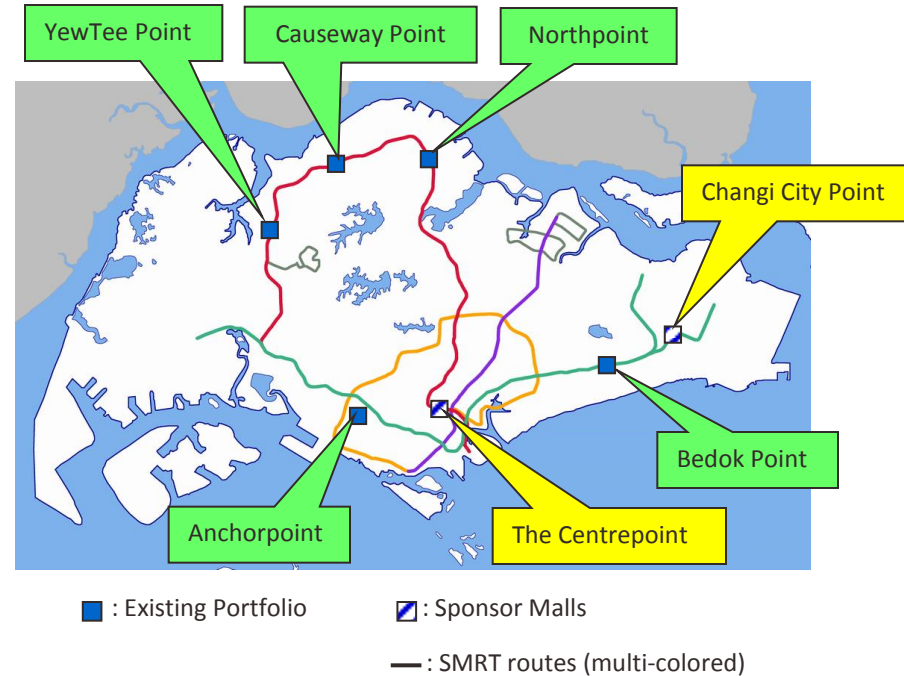 YewTee Point
Causeway Point
Northpoint
Changi City Point
Bedok Point
Anchorpoint
The Centrepoint
: Existing Portfolio
: Sponsor Malls
: SMRT routes (multi-colored)